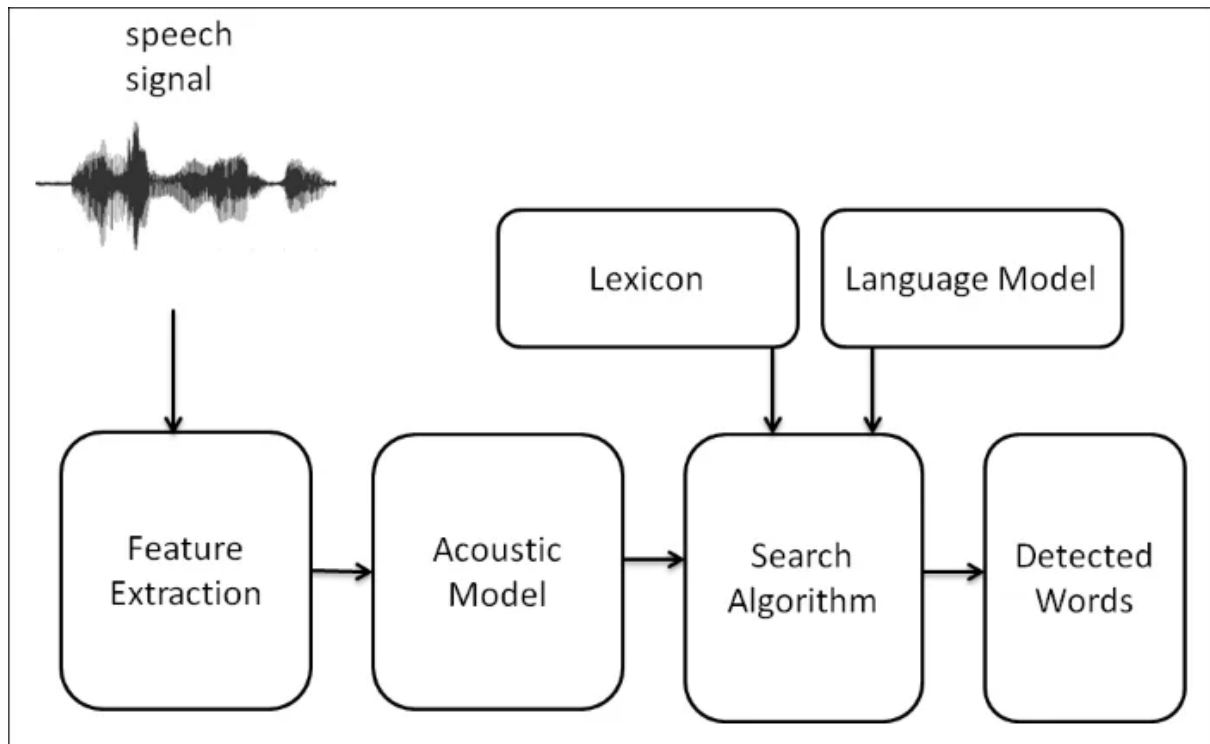 speech
signal
Lexicon
Language Model
Feature
Extraction
Acoustic
Model
Search
Algorithm
Detected
Words